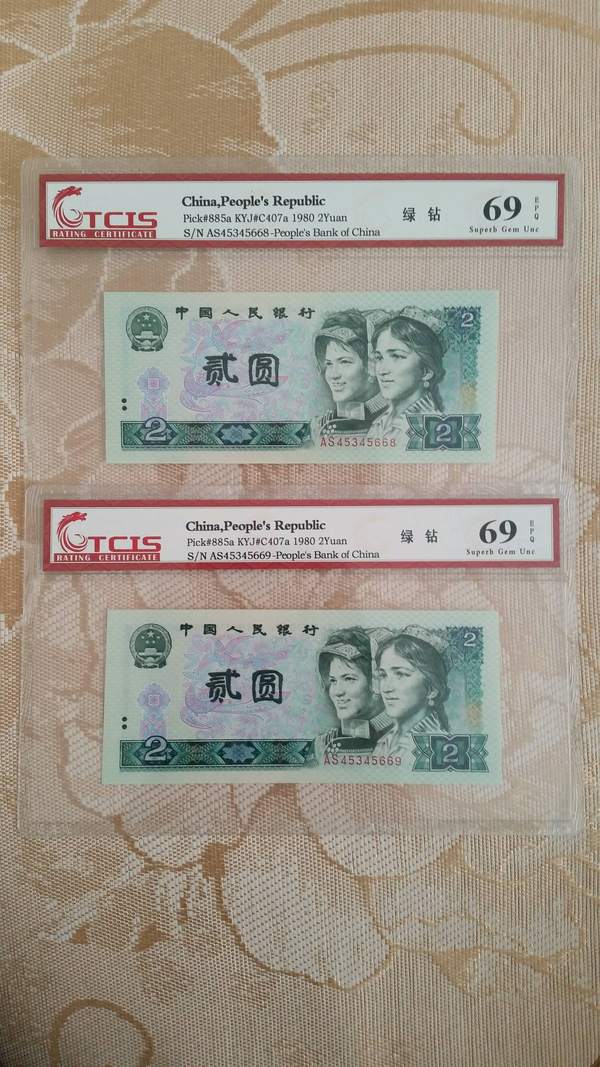 TCIS
RATING CERTIFICATE
China,People's Republic
Pick#885a KYJ#C407a 1980 2Yuan
S/N AS45345668-People's Bank of China
绿 钻
69
EPQ
Superb Gem Unc
中国人民银行
2
贰圆
2
AS45345668
2
TCIS
RATING CERTIFICATE
China,People's Republic
Pick#885a KYJ#C407a 1980 2Yuan
S/N AS45345669-People's Bank of China
绿 钻
69
EPQ
Superb Gem Unc
中国人民银行
2
贰圆
2
AS45345669
2